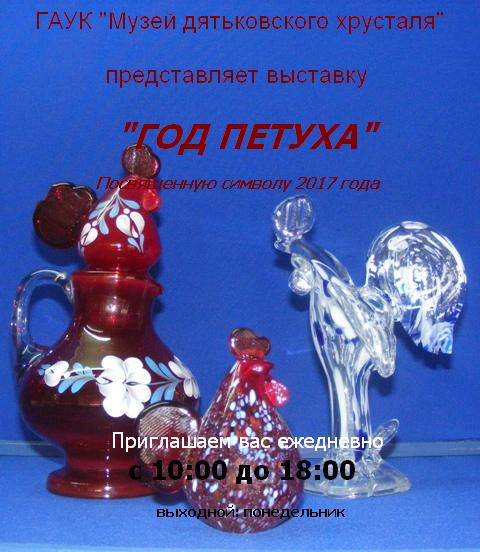 ГАУК "Музей дятьковского хрусталя"
представляет выставку
"ГОД ПЕТУХА"
Посвященную символу 2017 года
Приглашаем вас ежедневно
с 10:00 до 18:00
выходной: понедельник